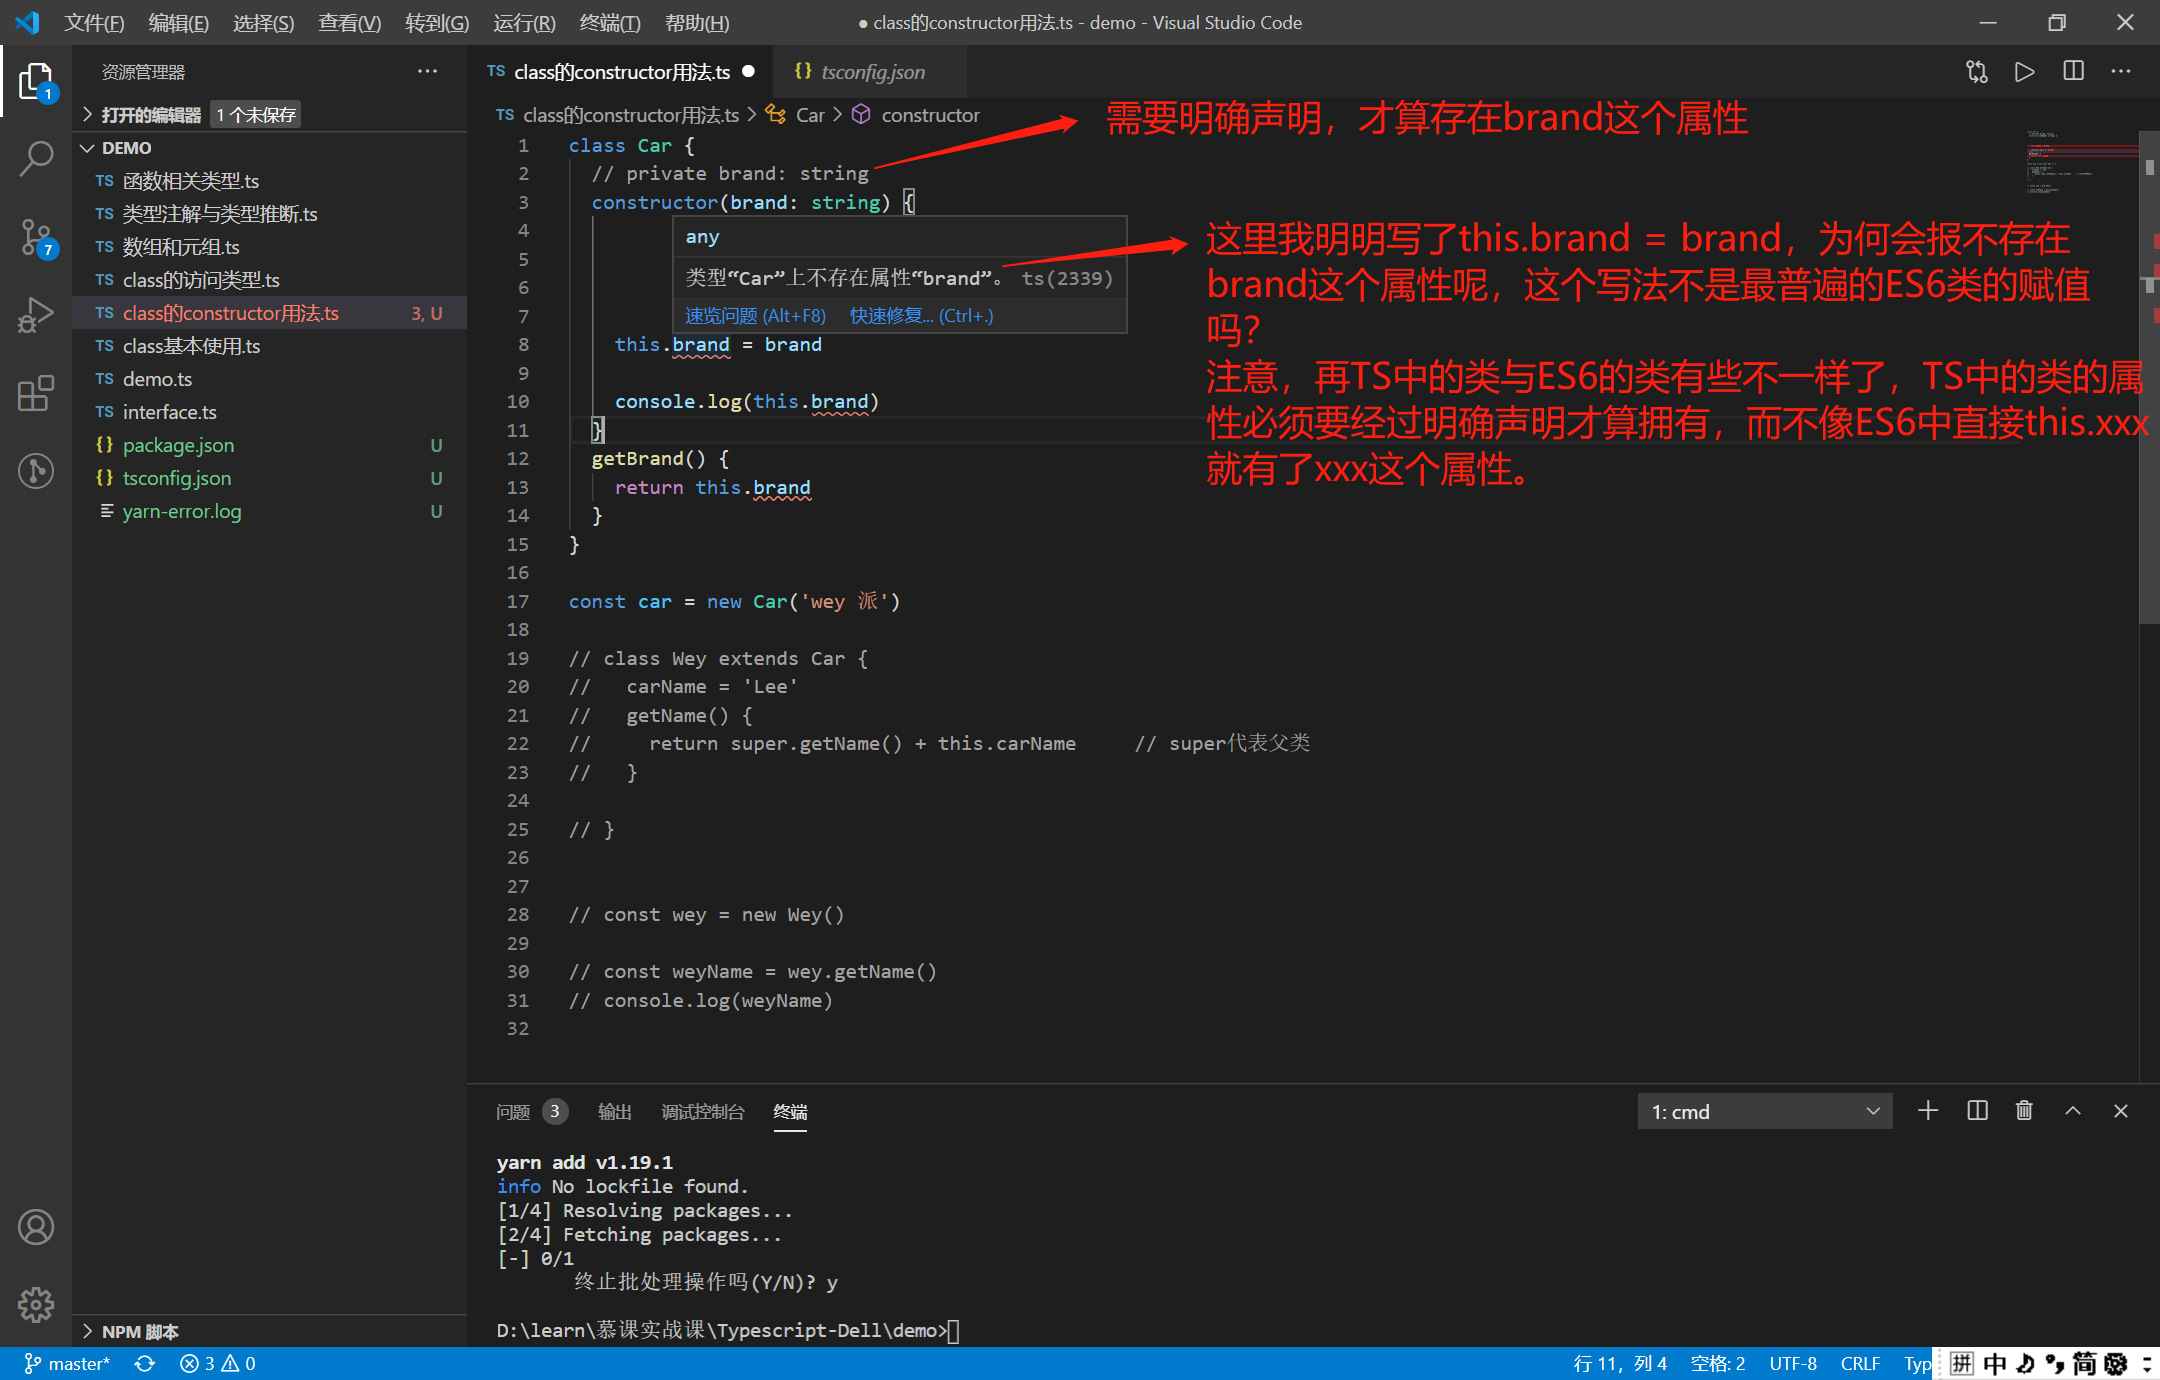 文件(F) 编辑(E) 选择(S) 查看(V) 转到(G) 运行(R) 终端(T) 帮助(H) ● class的constructor用法.ts - demo - Visual Studio Code
资源管理器
TS class的constructor用法.ts ● {} tsconfig.json
打开的编辑器 1 个未保存
TS class的constructor用法.ts > Car > constructor
需要明确声明，才算存在brand这个属性
DEMO
TS 函数相关类型.ts
TS 类型注解与类型推断.ts
TS 数组和元组.ts
TS class的访问类型.ts
TS class的constructor用法.ts 3, U
TS class基本使用.ts
TS demo.ts
TS interface.ts
{} package.json U
{} tsconfig.json U
yarn-error.log U
NPM 脚本
1
7
1 class Car {
2 // private brand: string
3 constructor(brand: string) {
4
5
6
7
any
类型“Car”上不存在属性“brand”。 ts(2339)
速览问题 (Alt+F8) 快速修复... (Ctrl+.)
8 this.brand = brand
9
10 console.log(this.brand)
11 }
12 getBrand() {
13 return this.brand
14 }
15 }
16
17 const car = new Car('wey 派')
18
19 // class Wey extends Car {
20 // carName = 'Lee'
21 // getName() {
22 // return super.getName() + this.carName // super代表父类
23 // }
24
25 // }
26
27
28 // const wey = new Wey()
29
30 // const weyName = wey.getName()
31 // console.log(weyName)
32
这里我明明写了this.brand = brand，为何会报不存在
brand这个属性呢，这个写法不是最普遍的ES6类的赋值
吗？
注意，再TS中的类与ES6的类有些不一样了，TS中的类的属
性必须要经过明确声明才算拥有，而不像ES6中直接this.xxx
就有了xxx这个属性。
问题 3 输出 调试控制台 终端 1: cmd
yarn add v1.19.1
info No lockfile found.
[1/4] Resolving packages...
[2/4] Fetching packages...
[-] 0/1
终止批处理操作吗(Y/N)? y
D:\learn\慕课实战课\Typescript-Dell\demo>
master* 3 0 行 11，列 4 空格: 2 UTF-8 CRLF Typ 拼 中 简